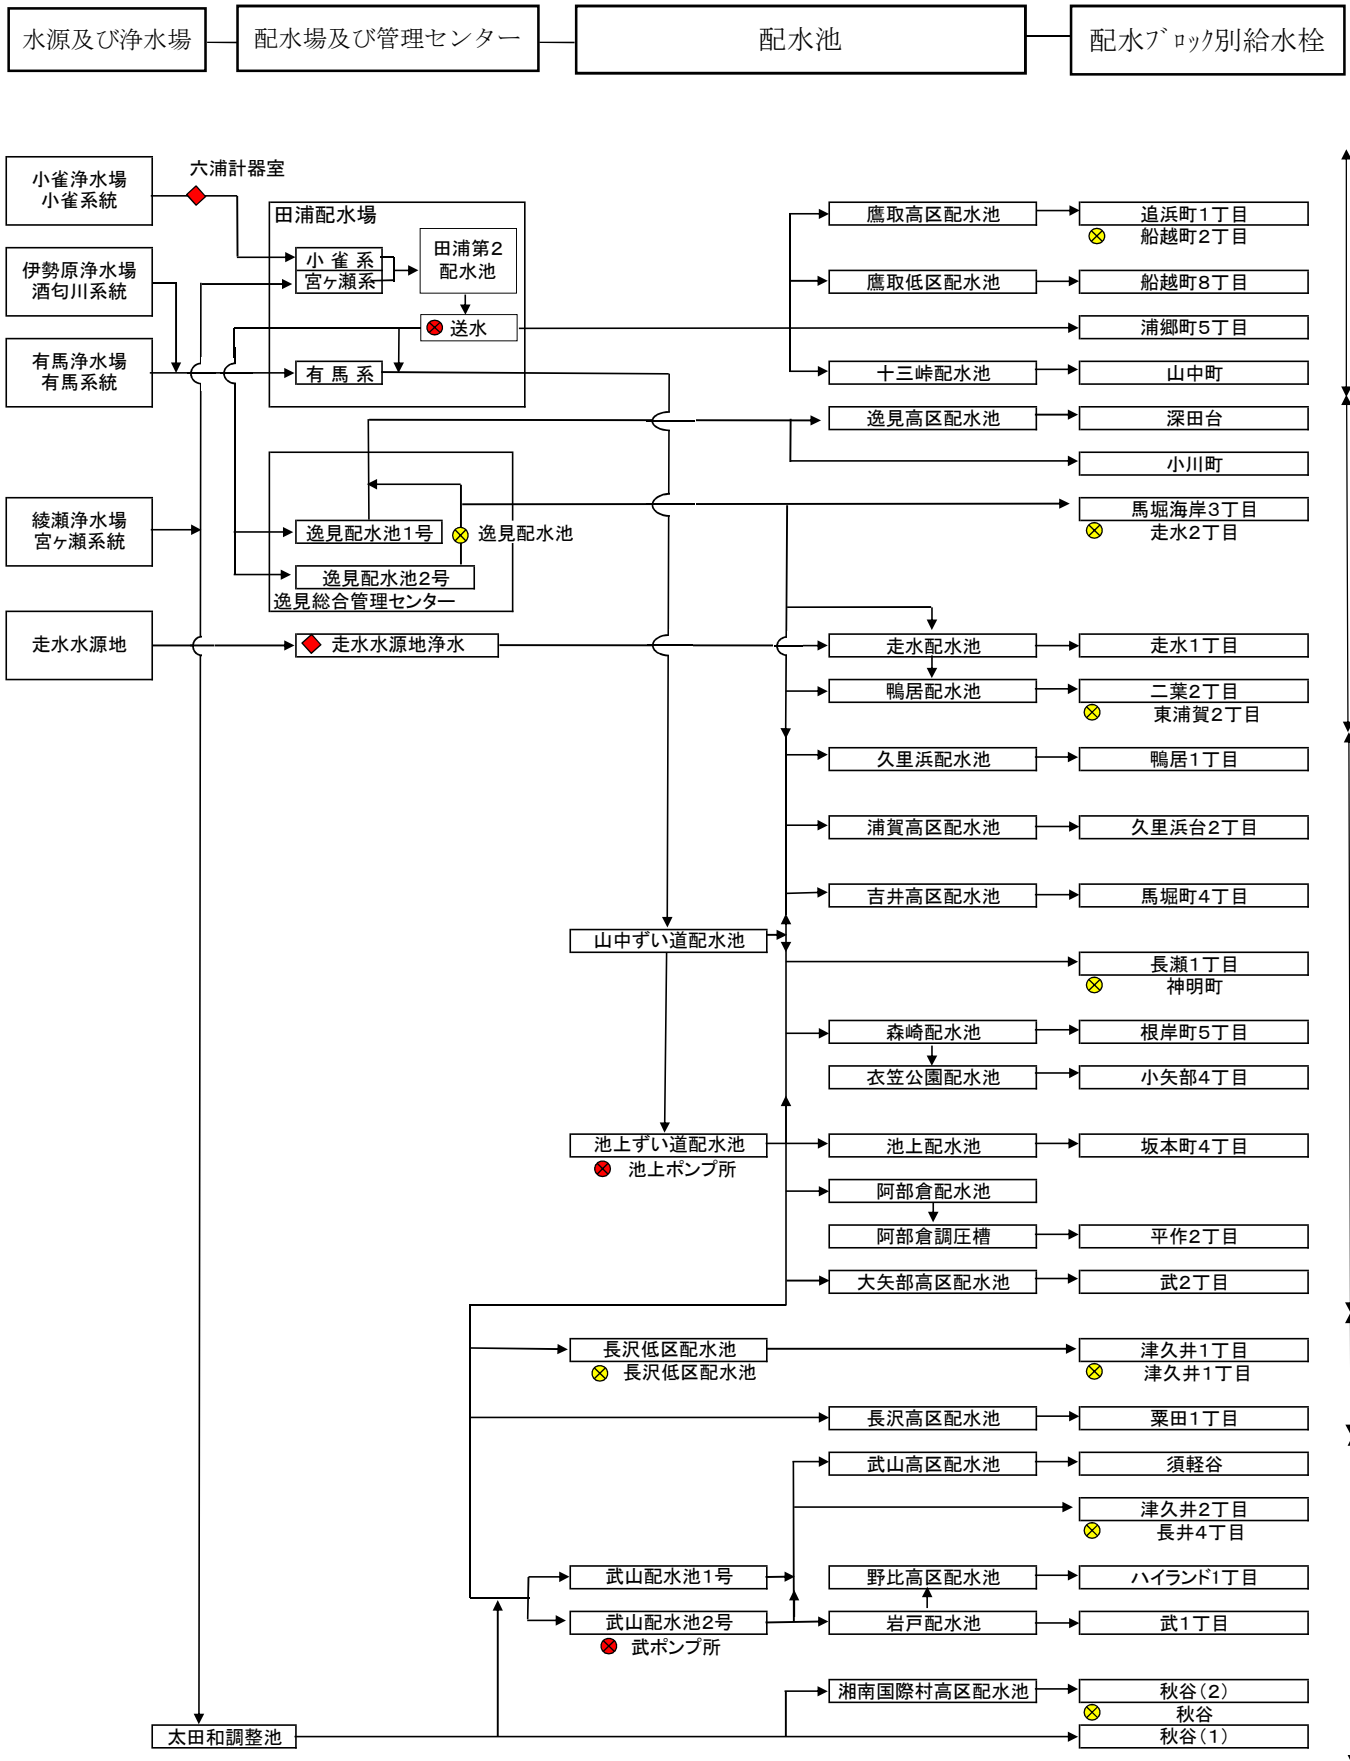 水源及び浄水場
配水場及び管理センター
配水池
配水ブロック別給水栓
小雀浄水場
小雀系統
六浦計器室
伊勢原浄水場
酒匂川系統
有馬浄水場
有馬系統
綾瀬浄水場
宮ヶ瀬系統
走水水源地
田浦配水場
小 雀 系
宮ヶ瀬系
田浦第2
配水池
送水
有 馬 系
逸見配水池1号
逸見配水池
逸見配水池2号
逸見総合管理センター
走水水源地浄水
鷹取高区配水池
追浜町1丁目
船越町2丁目
鷹取低区配水池
船越町8丁目
浦郷町5丁目
十三峠配水池
山中町
逸見高区配水池
深田台
小川町
馬堀海岸3丁目
走水2丁目
走水配水池
走水1丁目
鴨居配水池
二葉2丁目
東浦賀2丁目
久里浜配水池
鴨居1丁目
浦賀高区配水池
久里浜台2丁目
吉井高区配水池
馬堀町4丁目
山中ずい道配水池
長瀬1丁目
神明町
森崎配水池
根岸町5丁目
衣笠公園配水池
小矢部4丁目
池上ずい道配水池
池上ポンプ所
池上配水池
坂本町4丁目
阿部倉配水池
阿部倉調圧槽
平作2丁目
大矢部高区配水池
武2丁目
長沢低区配水池
長沢低区配水池
津久井1丁目
津久井1丁目
長沢高区配水池
粟田1丁目
武山高区配水池
須軽谷
津久井2丁目
長井4丁目
武山配水池1号
野比高区配水池
ハイランド1丁目
武山配水池2号
武ポンプ所
岩戸配水池
武1丁目
湘南国際村高区配水池
秋谷(2)
秋谷
太田和調整池
秋谷(1)